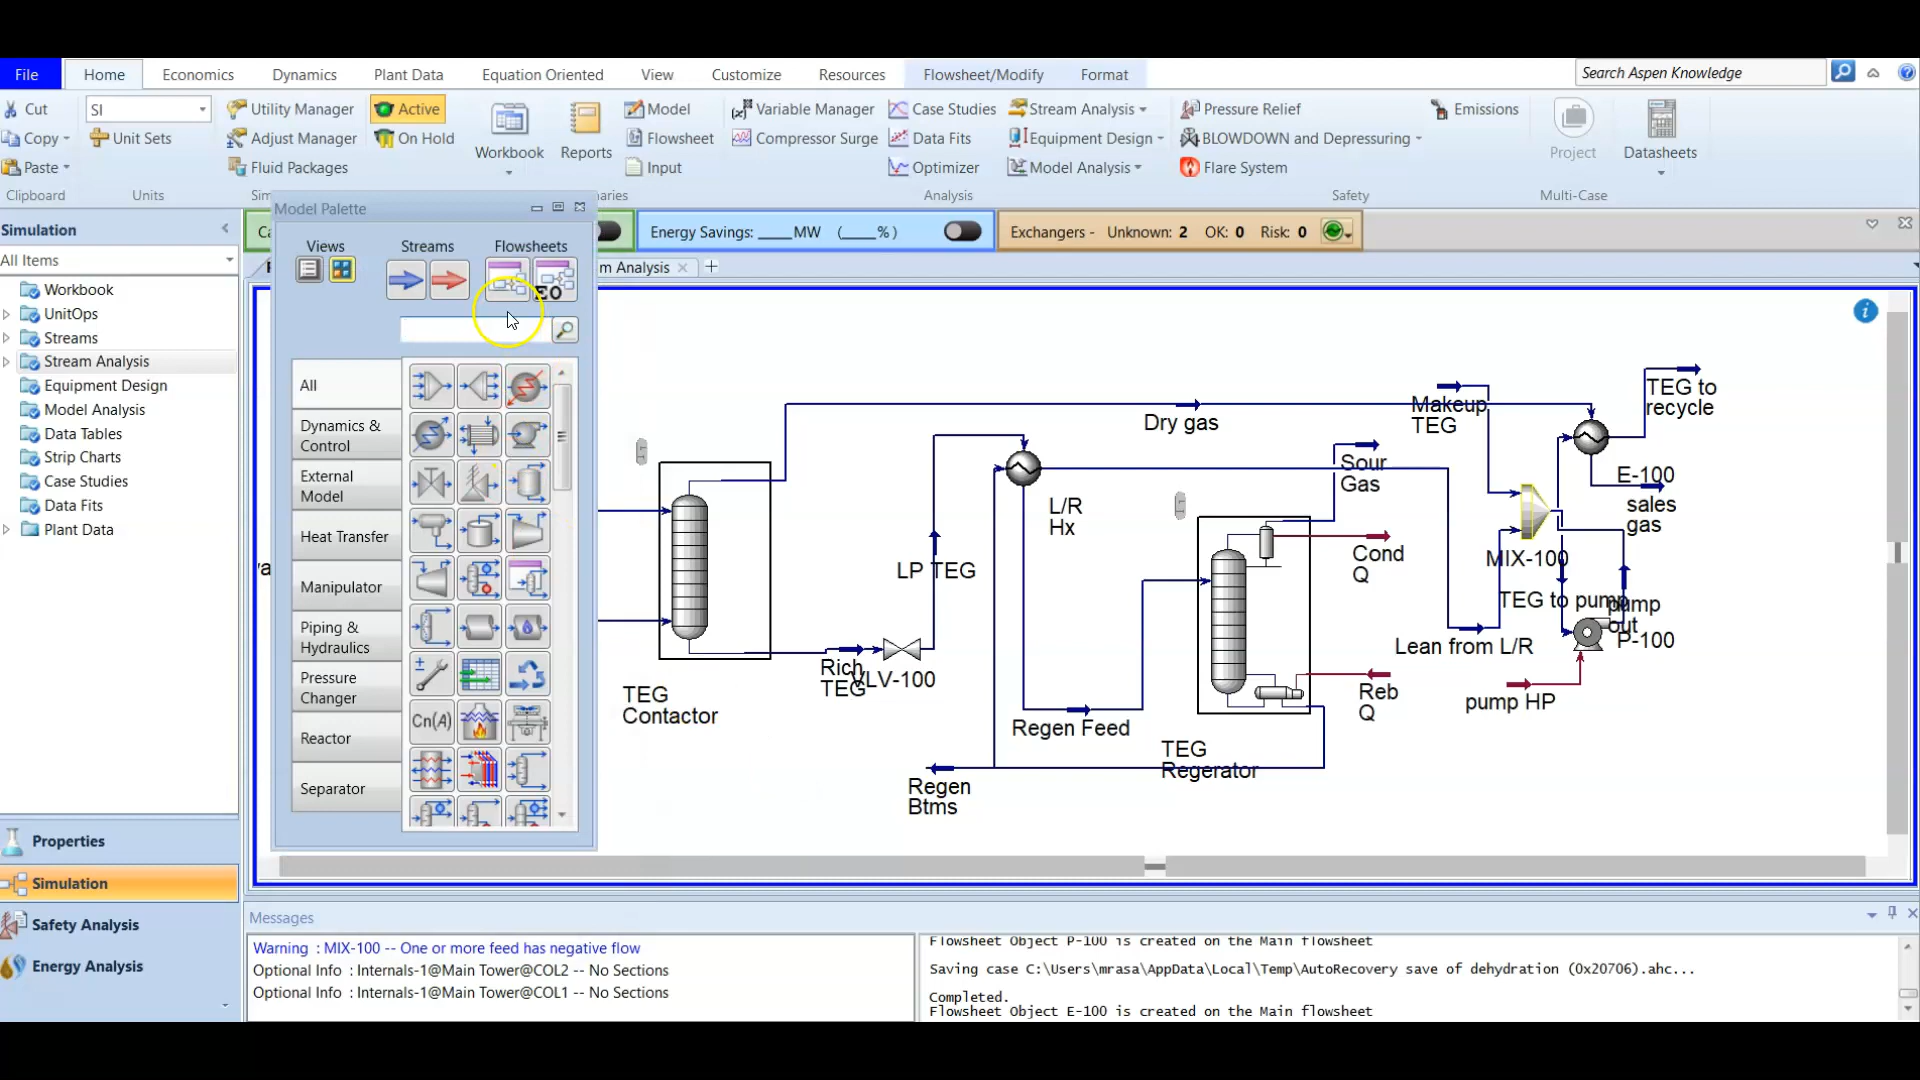 File
Home
Economics
Dynamics
Plant Data
Equation Oriented
View
Customize
Resources
Flowsheet/Modify
Format
Search Aspen Knowledge
Cut
SI
Utility Manager
Active
Model
Variable Manager
Case Studies
Stream Analysis
Pressure Relief
Emissions
Copy
Unit Sets
Adjust Manager
On Hold
Workbook
Reports
Flowsheet
Compressor Surge
Data Fits
Equipment Design
BLOWDOWN and Depressuring
Project
Datasheets
Paste
Fluid Packages
Input
Optimizer
Model Analysis
Flare System
Clipboard
Units
Analysis
Safety
Multi-Case
Simulation
Model Palette
Energy Savings: ____MW (____%)
Exchangers - Unknown: 2 OK: 0 Risk: 0
Views
Streams
Flowsheets
EO
m Analysis
All Items
Workbook
UnitOps
Streams
Stream Analysis
Equipment Design
Model Analysis
Data Tables
Strip Charts
Case Studies
Data Fits
Plant Data
All
Dynamics &
Control
External
Model
Heat Transfer
Manipulator
Piping &
Hydraulics
Pressure
Changer
Reactor
Separator
Cn(A)
Dry gas
Makeup
TEG
TEG to
recycle
Sour
Gas
E-100
sales
gas
L/R
Hx
MIX-100
Cond
Q
LP TEG
TEG to pump
pump
out
P-100
Lean from L/R
Rich
TEG
VLV-100
TEG
Contactor
Regen Feed
Reb
Q
pump HP
TEG
Regerator
Regen
Btms
Properties
Simulation
Safety Analysis
Energy Analysis
Messages
Warning : MIX-100 -- One or more feed has negative flow
Optional Info : Internals-1@Main Tower@COL2 -- No Sections
Optional Info : Internals-1@Main Tower@COL1 -- No Sections
Flowsheet Object P-100 is created on the Main flowsheet
Saving case C:\Users\mrasa\AppData\Local\Temp\AutoRecovery save of dehydration (0x20706).ahc...
Completed.
Flowsheet Object E-100 is created on the Main flowsheet